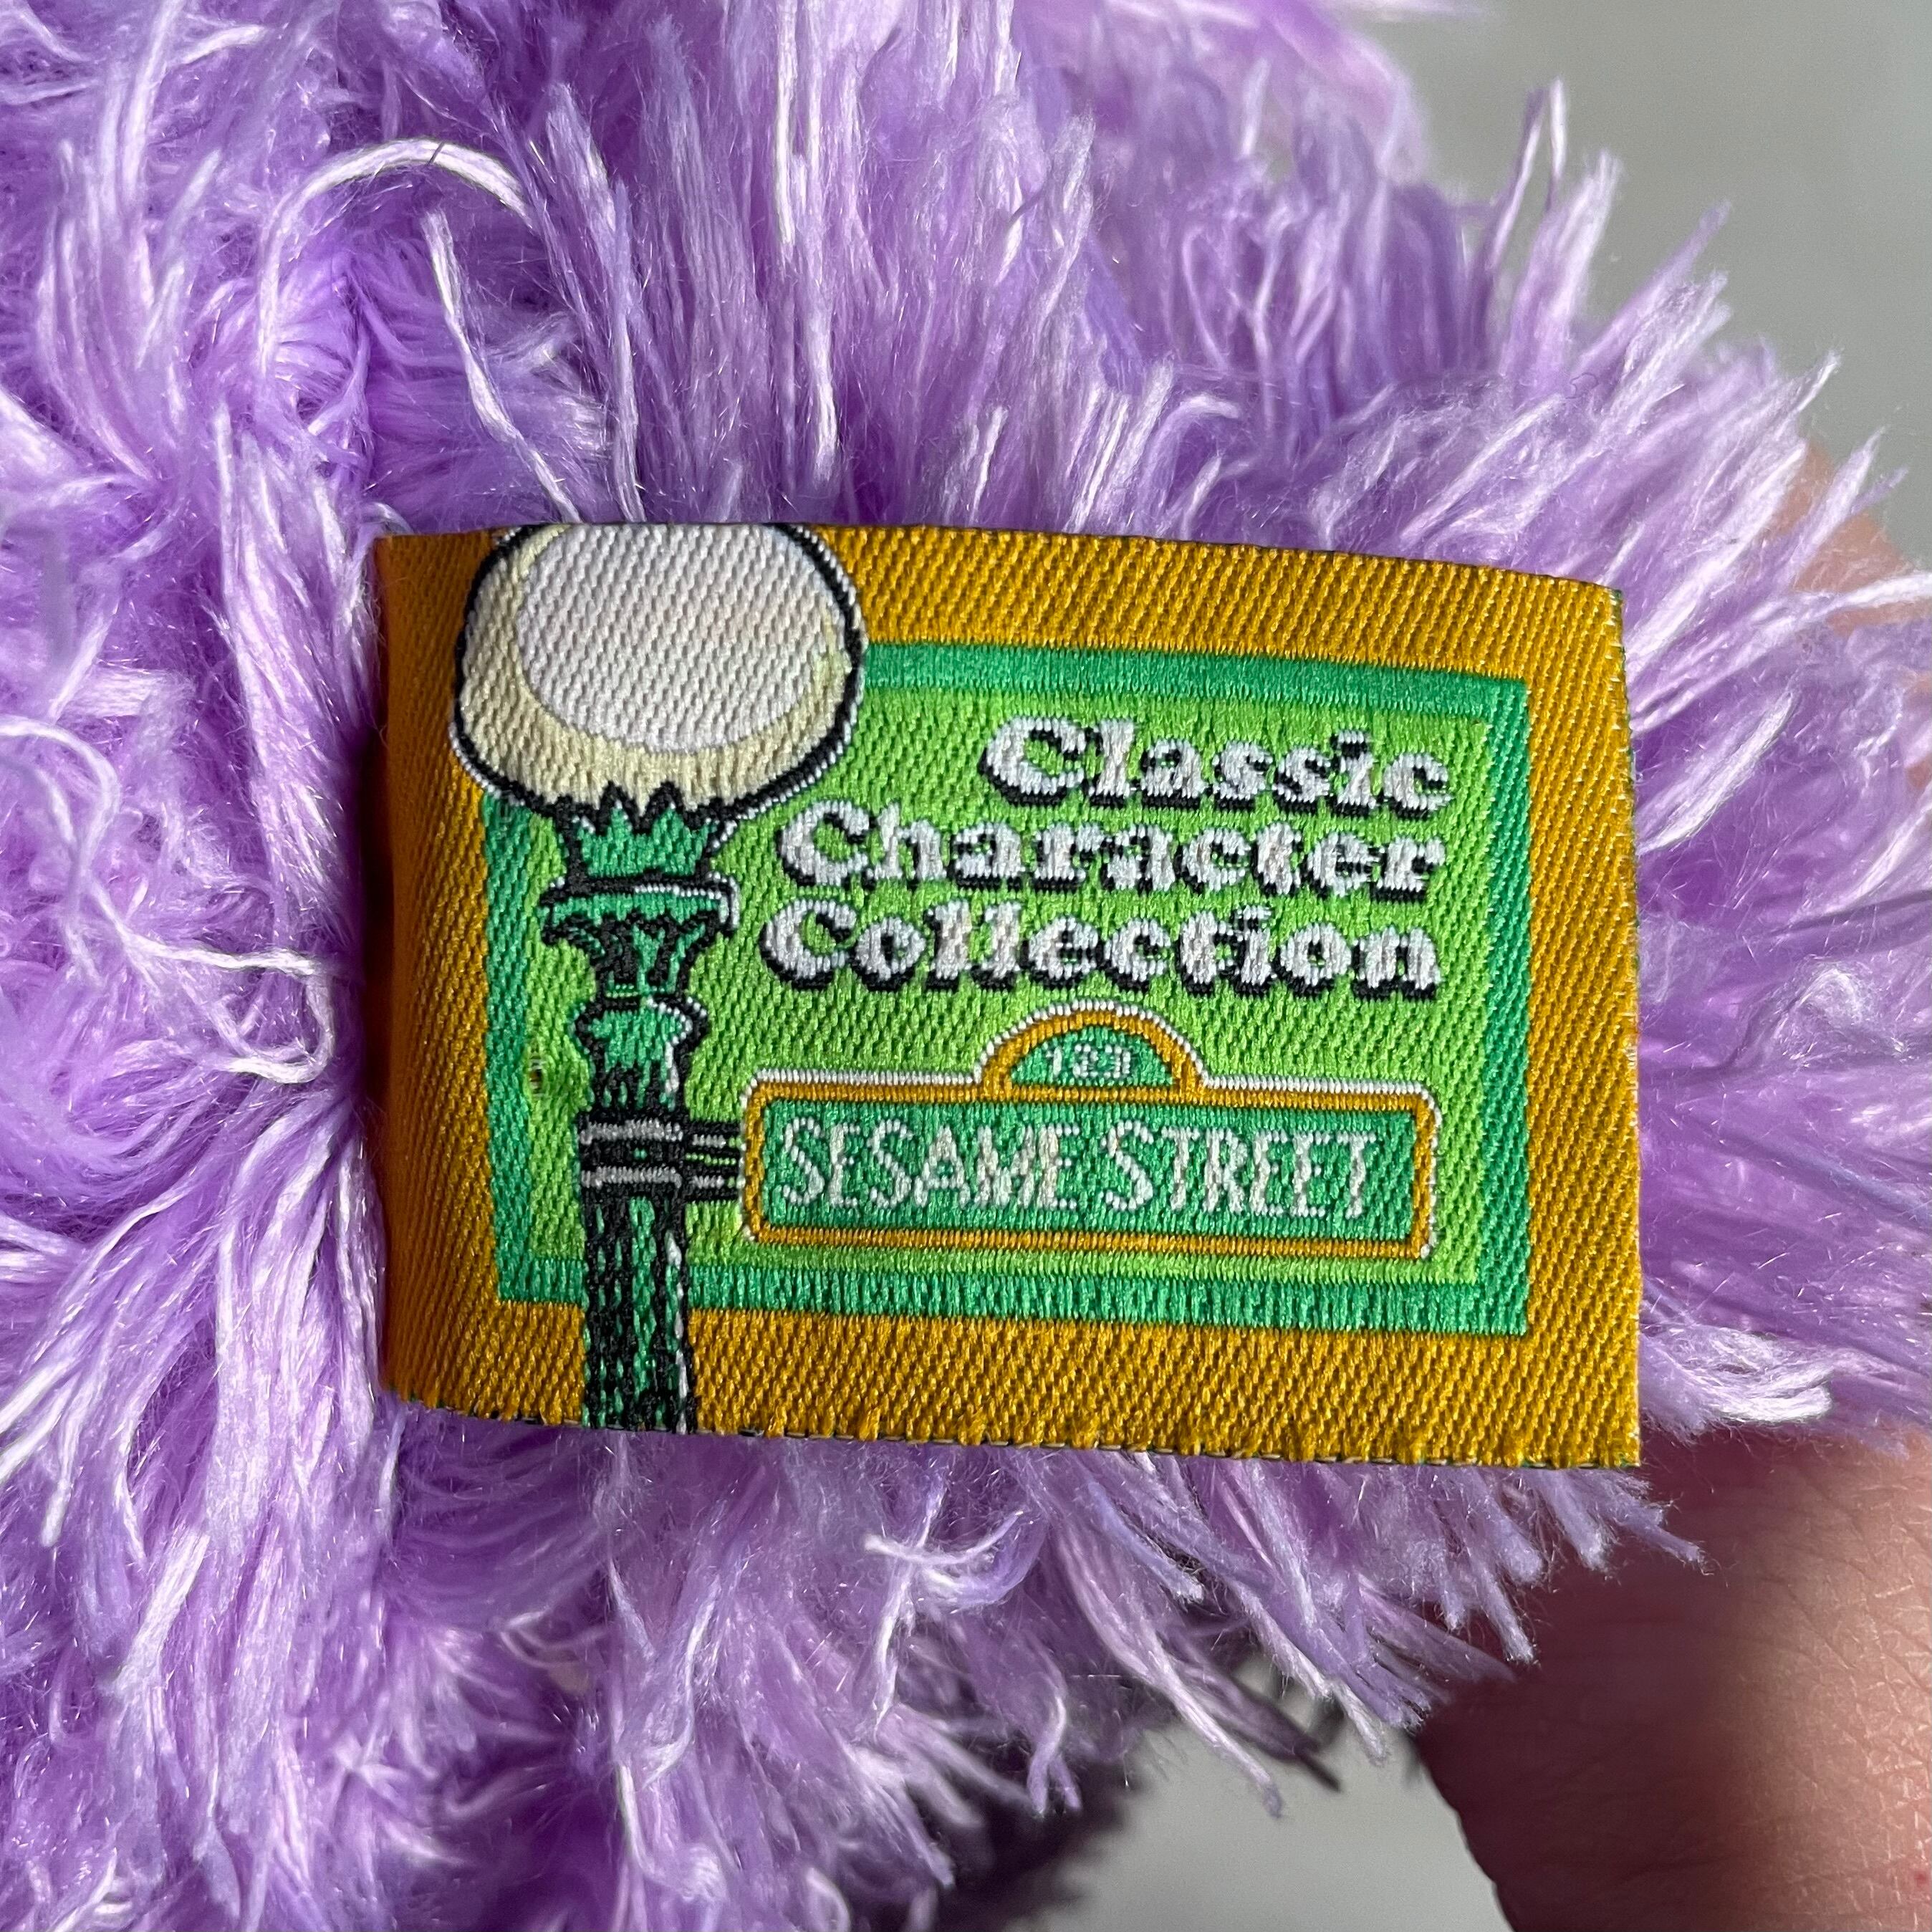 Classic
Character
Collection
123
SESAME STREET